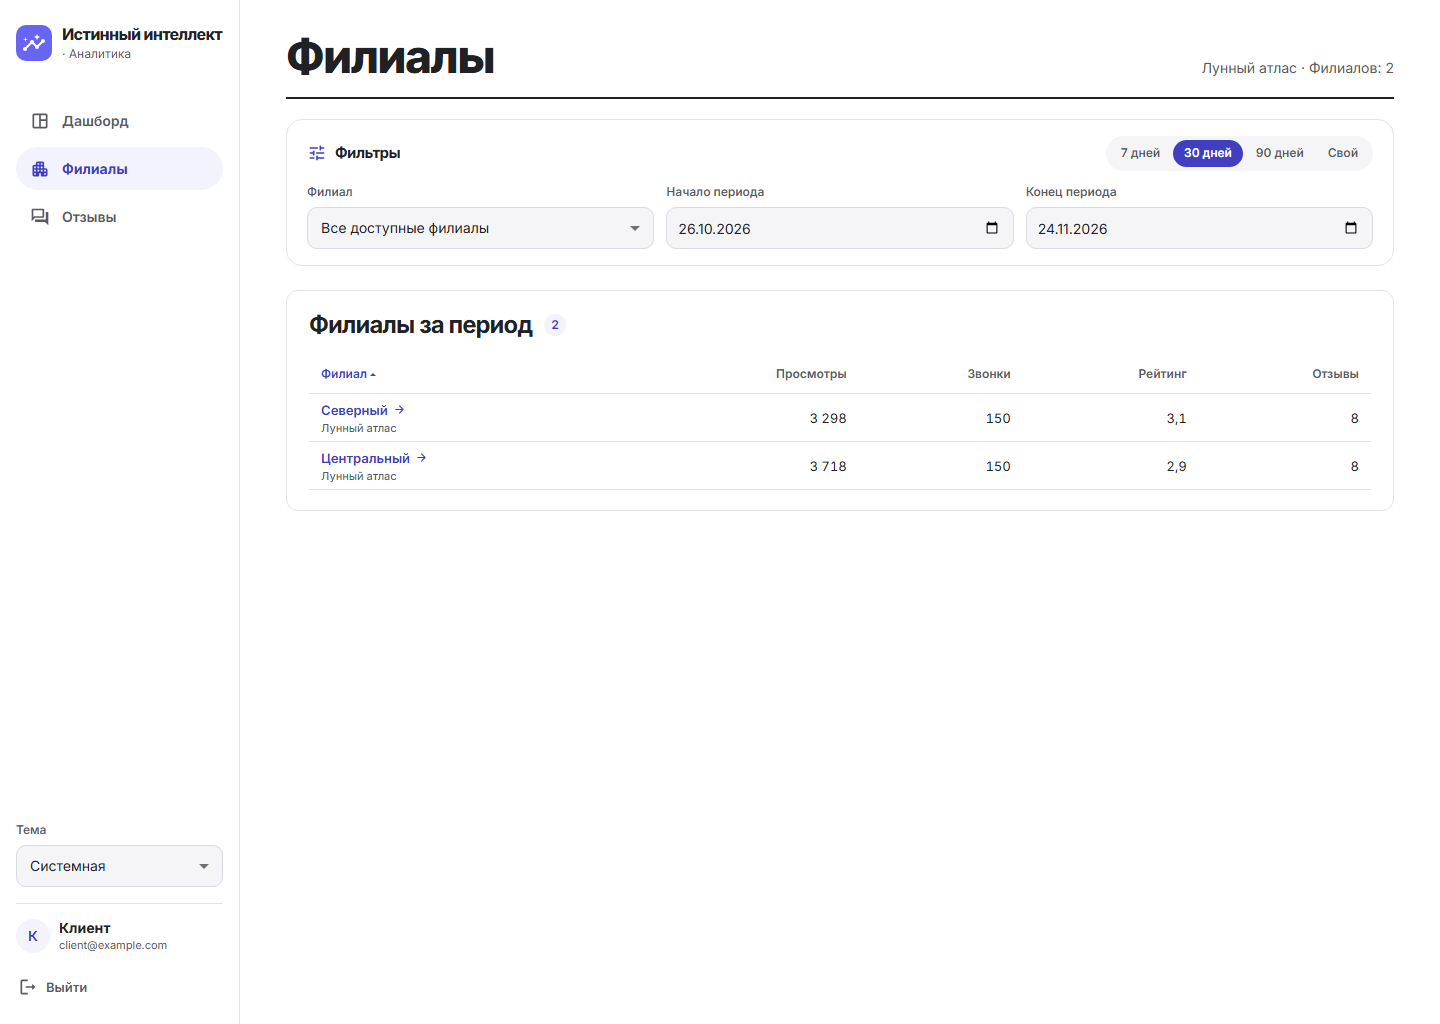 Истинный интеллект
· Аналитика
Дашборд
Филиалы
Отзывы
Тема
Системная
К
Клиент
client@example.com
Выйти
Филиалы
Лунный атлас · Филиалов: 2
Фильтры
7 дней
30 дней
90 дней
Свой
Филиал
Начало периода
Конец периода
Все доступные филиалы
26.10.2026
24.11.2026
Филиалы за период 2
Филиал Просмотры Звонки Рейтинг Отзывы
Северный → 3 298 150 3,1 8
Лунный атлас
Центральный → 3 718 150 2,9 8
Лунный атлас